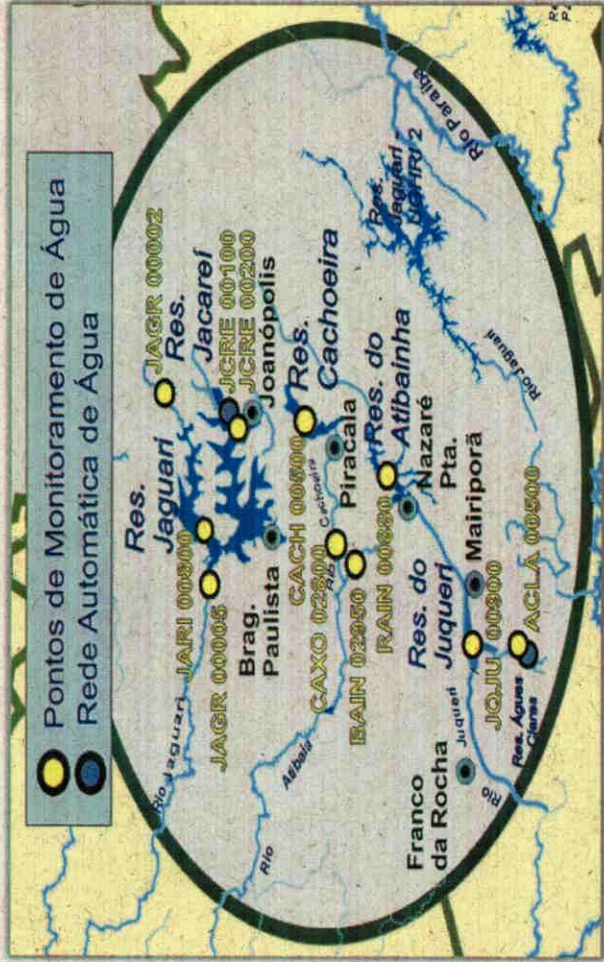 Pontos de Monitoramento de Água
Rede Automática de Água
JAGR 00002
Res.
Jaguari
Res.
Jacareí
JARI 00800
JCRE 00100
JCRE 00200
Joanópolis
JAGR 00005
Rio Jaguari
Brag.
Paulista
CACH 00500
Res.
Cachoeira
Piracaia
Rio Cachoeira
CAXO 02800
BAIN 02950
Rio Atibaia
RAIN 00880
Res. do
Atibainha
Nazaré
Pta.
Res.
Jaguari -
UGHRI 2
Rio Paraíba
Rio Jaguari
Res. do
Juqueri
Mairiporã
JQJU 00900
Franco
da Rocha
Rio Juqueri
Res. Águas
Claras
ACLA 00500